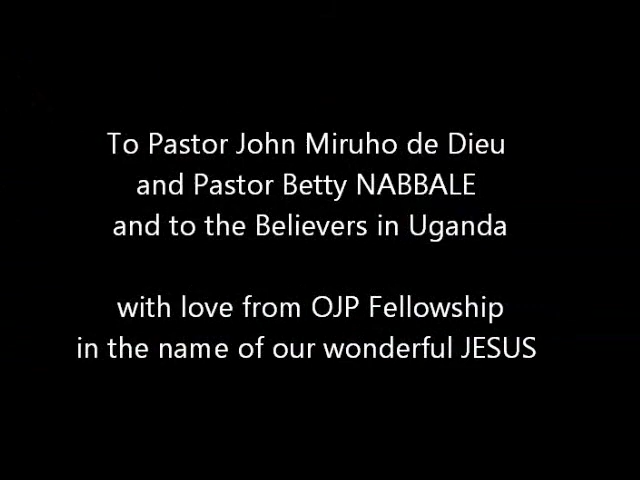 To Pastor John Miruho de Dieu
and Pastor Betty NABBALE
and to the Believers in Uganda
with love from OJP Fellowship
in the name of our wonderful JESUS